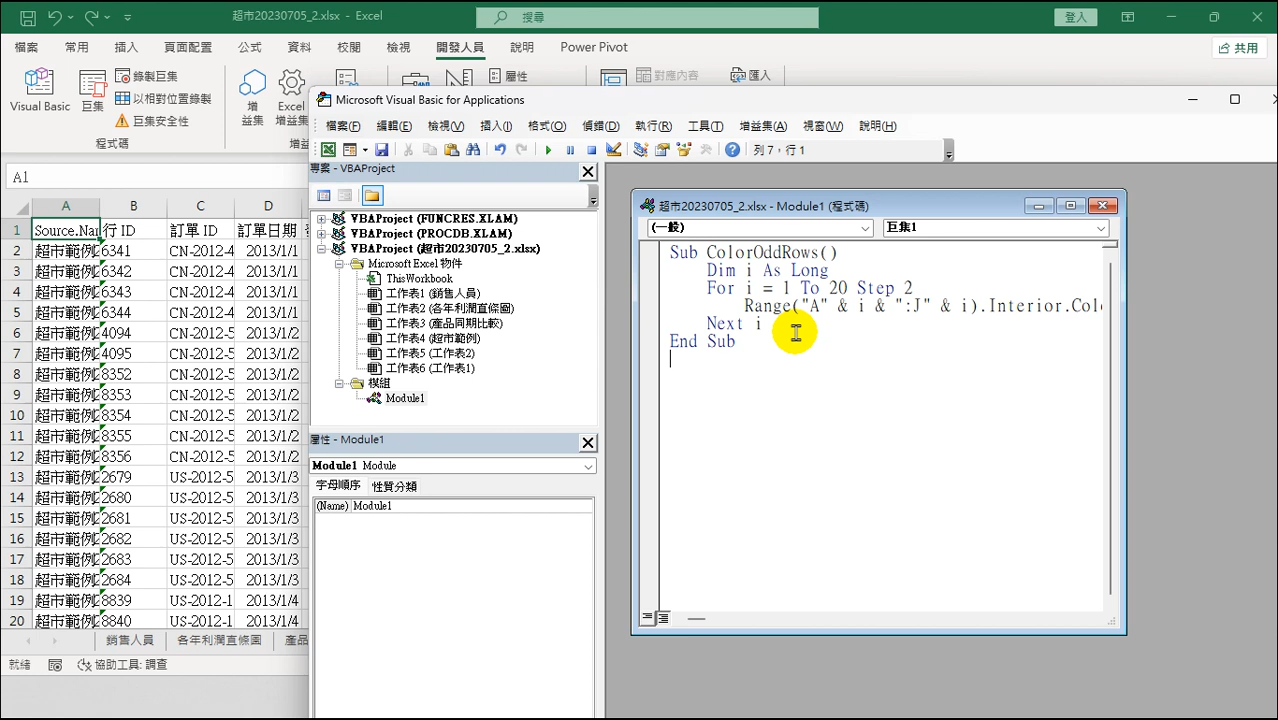 超市20230705_2.xlsx - Excel
搜尋
登入
檔案 常用 插入 頁面配置 公式 資料 校閱 檢視 開發人員 說明 Power Pivot
共用
Visual Basic
巨集
錄製巨集
以相對位置錄製
巨集安全性
程式碼
增
益集
Excel
增益集
屬性
對應內容
匯入
Microsoft Visual Basic for Applications
檔案(F) 編輯(E) 檢視(V) 插入(I) 格式(O) 偵錯(D) 執行(R) 工具(T) 增益集(A) 視窗(W) 說明(H)
列 7，行 1
A1
專案 - VBAProject
VBAProject (FUNCRES.XLAM)
VBAProject (PROCDB.XLAM)
VBAProject (超市20230705_2.xlsx)
Microsoft Excel 物件
ThisWorkbook
工作表1 (銷售人員)
工作表2 (各年利潤直條圖)
工作表3 (產品同期比較)
工作表4 (超市範例)
工作表5 (工作表2)
工作表6 (工作表1)
模組
Module1
屬性 - Module1
Module1 Module
字母順序 性質分類
(Name) Module1
超市20230705_2.xlsx - Module1 (程式碼)
(一般) 巨集1
Sub ColorOddRows()
Dim i As Long
For i = 1 To 20 Step 2
Range("A" & i & ":J" & i).Interior.Col
Next i
End Sub
A B C D
1 Source.Na 行 ID 訂單 ID 訂單日期
2 超市範例 6341 CN-2012-4 2013/1/1
3 超市範例 6342 CN-2012-4 2013/1/1
4 超市範例 6343 CN-2012-4 2013/1/1
5 超市範例 6344 CN-2012-4 2013/1/1
6 超市範例 4094 CN-2012-5 2013/1/2
7 超市範例 4095 CN-2012-5 2013/1/2
8 超市範例 8352 CN-2012-5 2013/1/2
9 超市範例 8353 CN-2012-5 2013/1/2
10 超市範例 8354 CN-2012-5 2013/1/2
11 超市範例 8355 CN-2012-5 2013/1/2
12 超市範例 8356 CN-2012-5 2013/1/2
13 超市範例 2679 US-2012-5 2013/1/3
14 超市範例 2680 US-2012-5 2013/1/3
15 超市範例 2681 US-2012-5 2013/1/3
16 超市範例 2682 US-2012-5 2013/1/3
17 超市範例 2683 US-2012-5 2013/1/3
18 超市範例 2684 US-2012-5 2013/1/3
19 超市範例 8839 US-2012-1 2013/1/4
20 超市範例 8840 US-2012-1 2013/1/4
銷售人員 各年利潤直條圖 產品
就緒 協助工具: 調查